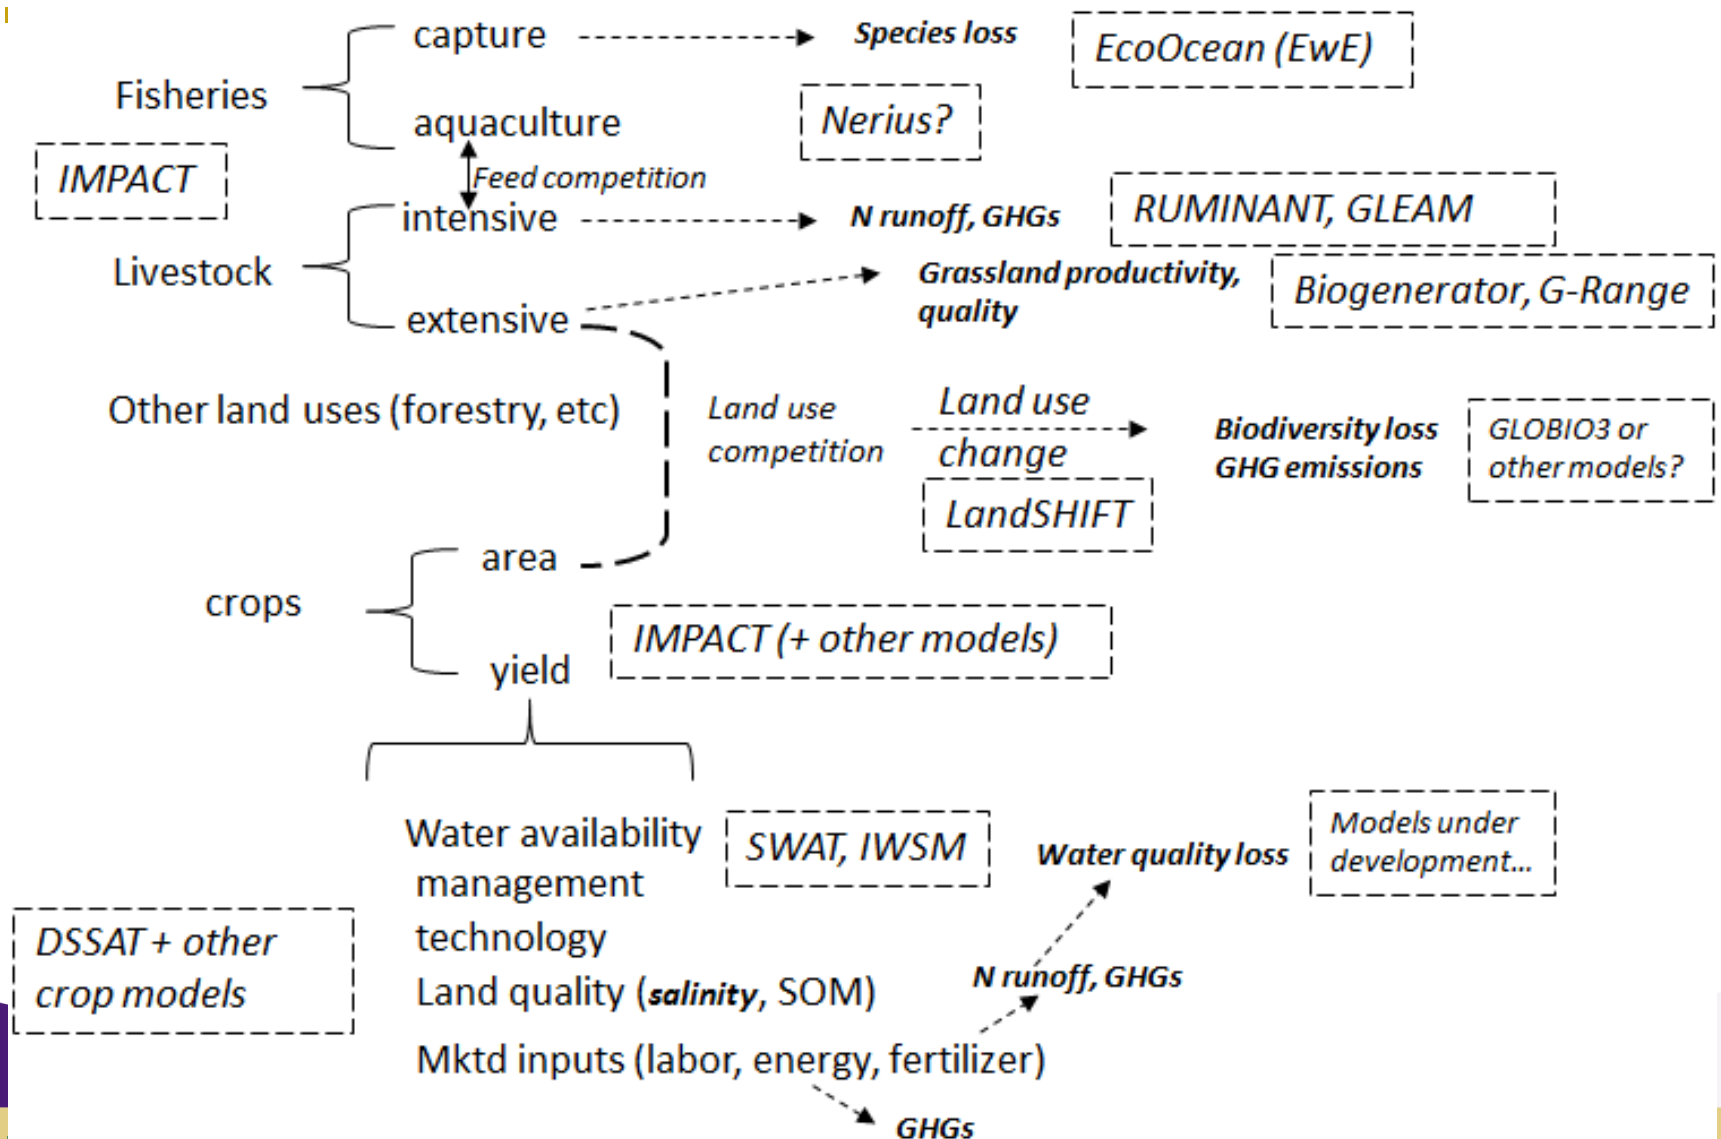 capture
Species loss
EcoOcean (EwE)
Fisheries
aquaculture
Nerius?
IMPACT
Feed competition
intensive
N runoff, GHGs
RUMINANT, GLEAM
Livestock
Grassland productivity,
quality
Biogenerator, G-Range
extensive
Other land uses (forestry, etc)
Land use
competition
Land use
change
LandSHIFT
Biodiversity loss
GHG emissions
GLOBIO3 or
other models?
area
crops
IMPACT (+ other models)
yield
Water availability
SWAT, IWSM
Water quality loss
Models under
development...
management
technology
DSSAT + other
crop models
Land quality (salinity, SOM)
N runoff, GHGs
Mktd inputs (labor, energy, fertilizer)
GHGs